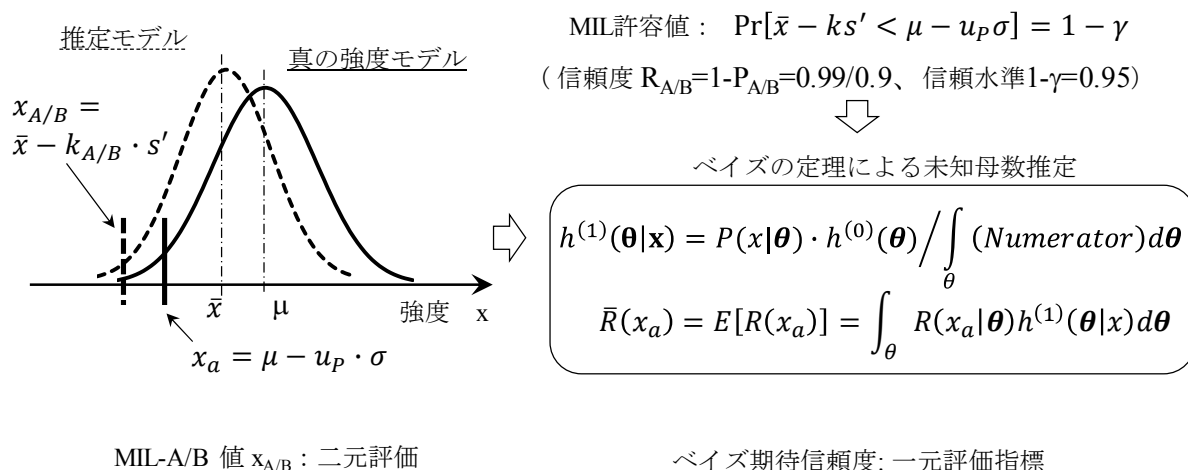 推定モデル
真の強度モデル
x_{A/B} =
x̄ − k_{A/B} · s′
x̄
μ
強度 x
x_a = μ − u_P · σ
MIL-A/B 値 x_{A/B} : 二元評価
MIL許容値 : Pr[x̄ − ks′ < μ − u_Pσ] = 1 − γ
( 信頼度 R_{A/B}=1-P_{A/B}=0.99/0.9、 信頼水準1-γ=0.95)
ベイズの定理による未知母数推定
h^{(1)}(θ|x) = P(x|θ) · h^{(0)}(θ) / ∫_θ (Numerator)dθ
R̄(x_a) = E[R(x_a)] = ∫_θ R(x_a|θ)h^{(1)}(θ|x)dθ
ベイズ期待信頼度: 一元評価指標